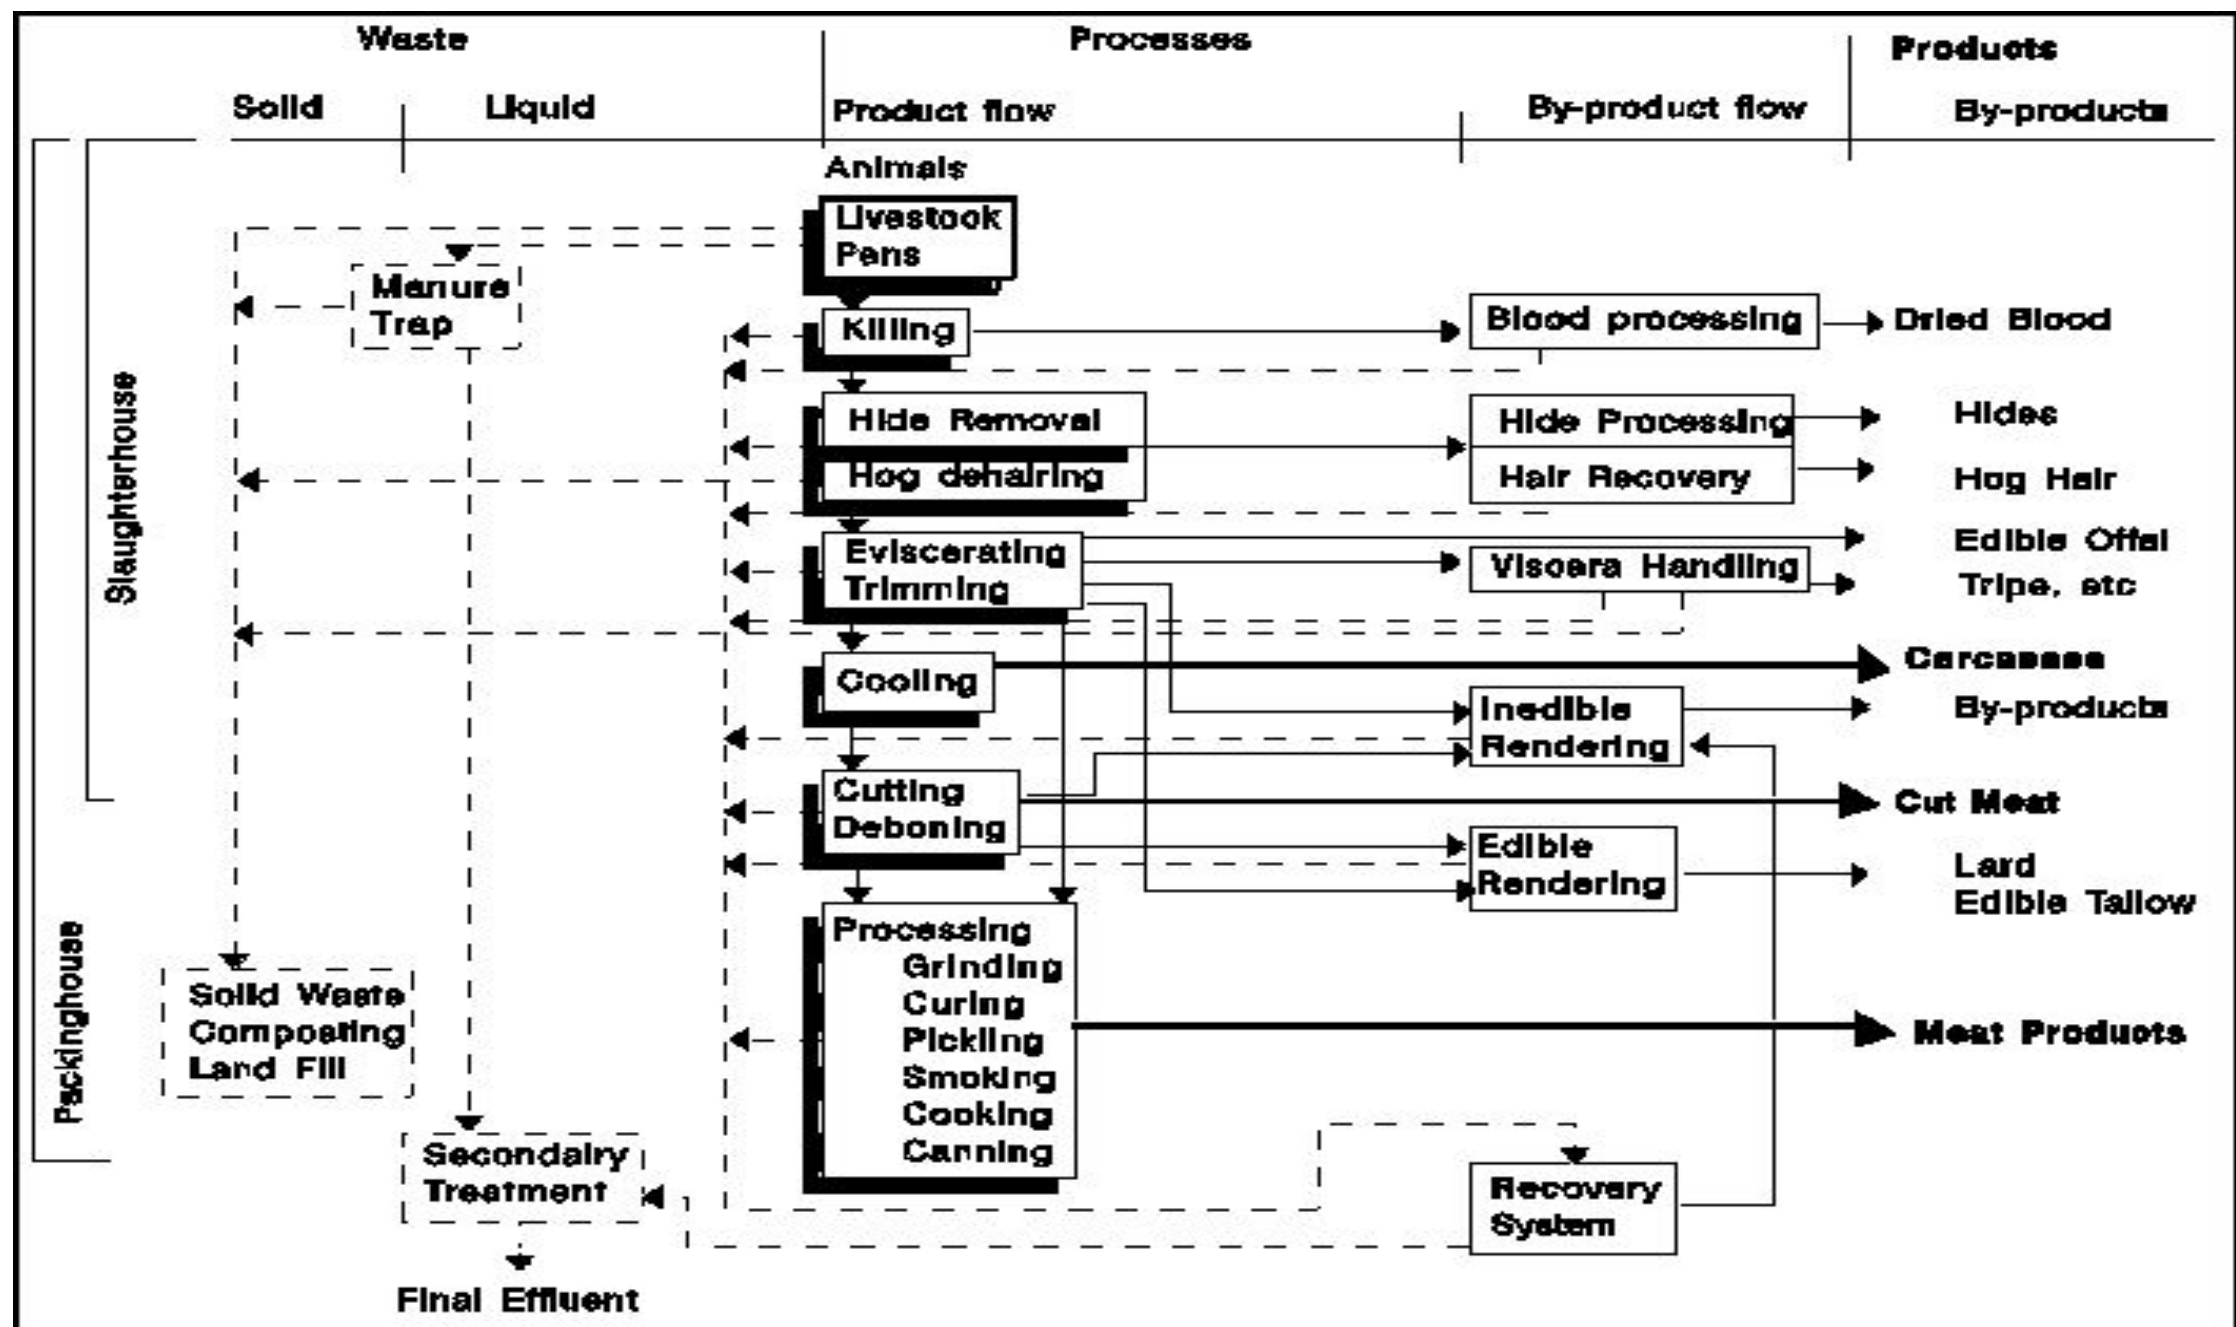 Waste
Processes
Products
Solid
Liquid
Product flow
By-product flow
By-products
Animals
Livestock
Pens
Manure
Trap
Killing
Blood processing
Dried Blood
Hide Removal
Hog dehairing
Hide Processing
Hair Recovery
Hides
Hog Hair
Eviscerating
Trimming
Viscera Handling
Edible Offal
Tripe, etc
Slaughterhouse
Cooling
Carcasses
Inedible
Rendering
By-products
Cutting
Deboning
Cut Meat
Edible
Rendering
Lard
Edible Tallow
Packinghouse
Processing
Grinding
Curing
Pickling
Smoking
Cooking
Canning
Meat Products
Solid Waste
Composting
Land Fill
Secondairy
Treatment
Recovery
System
Final Effluent